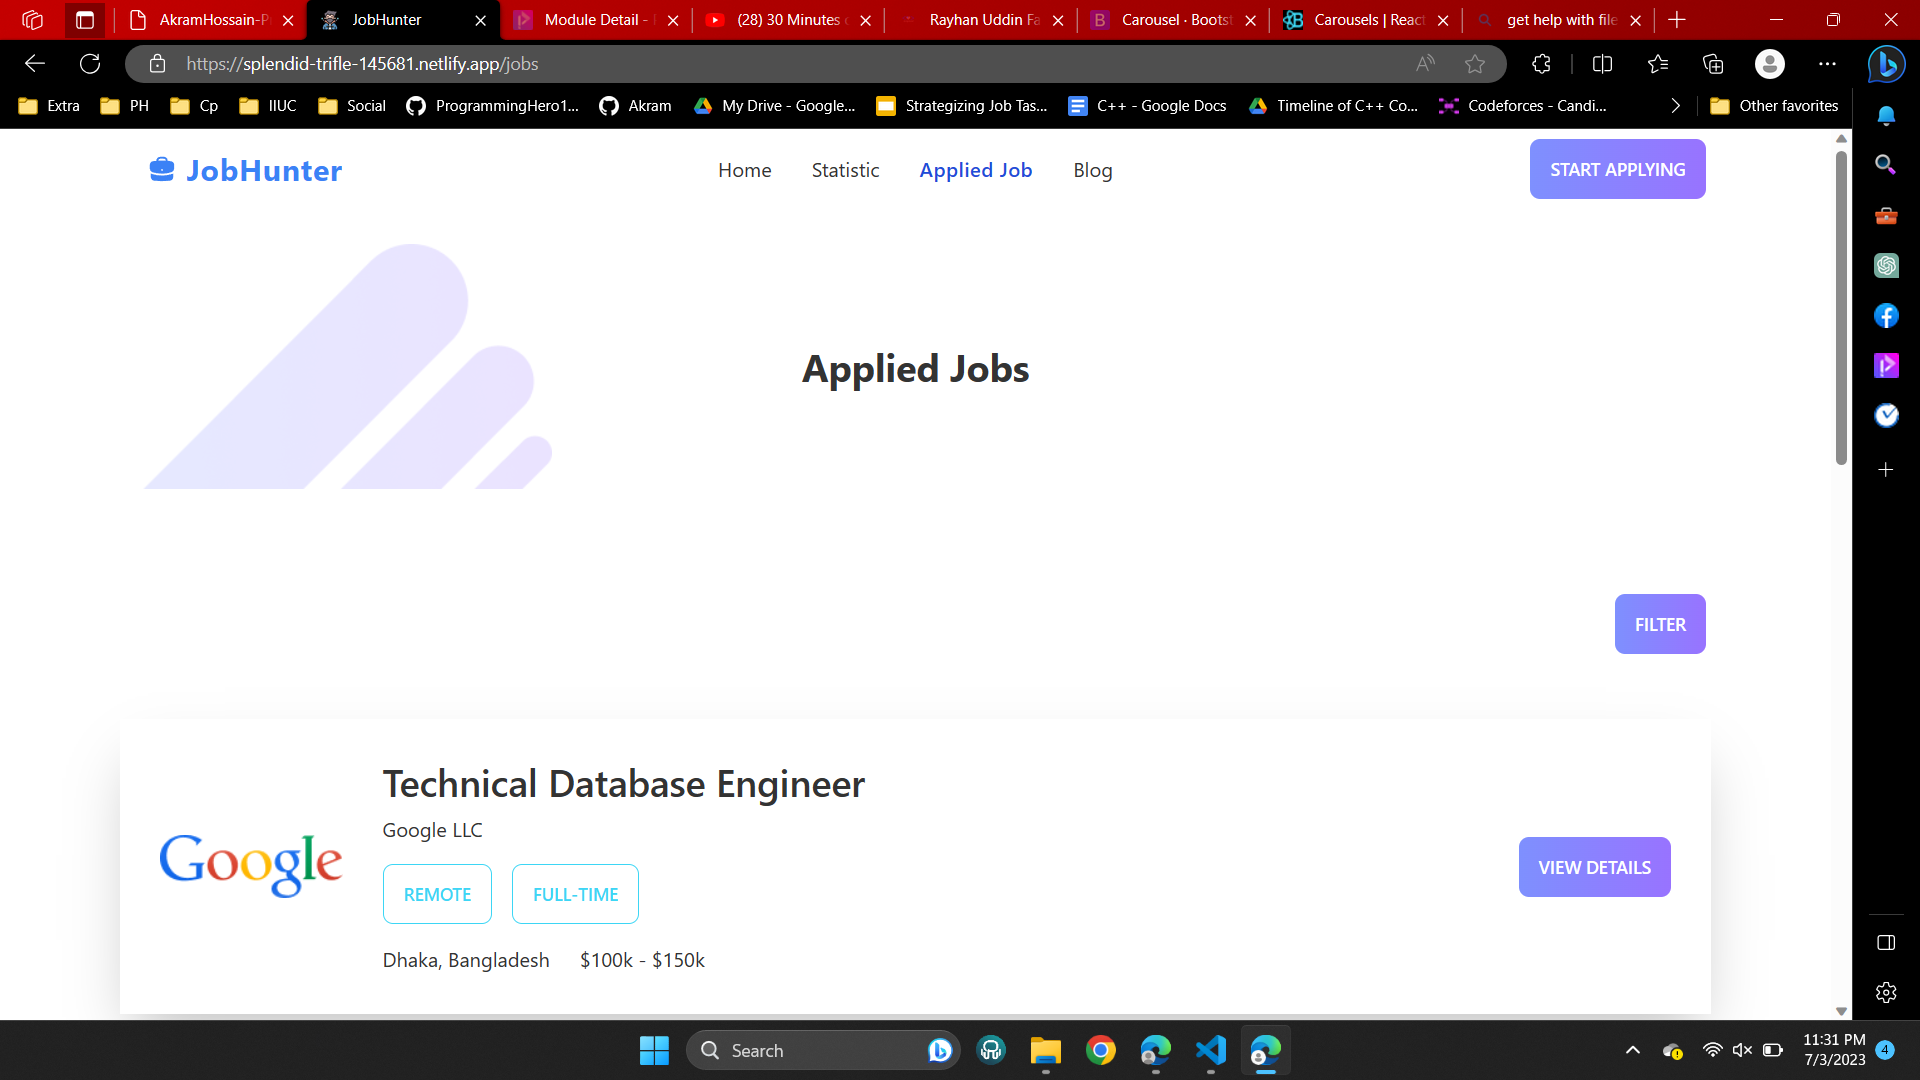 AkramHossain-P
JobHunter
Module Detail -
(28) 30 Minutes
Rayhan Uddin Fa
Carousel · Bootst
Carousels | React
get help with file
https://splendid-trifle-145681.netlify.app/jobs
Extra
PH
Cp
IIUC
Social
ProgrammingHero1...
Akram
My Drive - Google...
Strategizing Job Tas...
C++ - Google Docs
Timeline of C++ Co...
Codeforces - Candi...
Other favorites
JobHunter
Home
Statistic
Applied Job
Blog
START APPLYING
Applied Jobs
FILTER
Technical Database Engineer
Google LLC
Google
REMOTE
FULL-TIME
VIEW DETAILS
Dhaka, Bangladesh
$100k - $150k
Search
11:31 PM
7/3/2023
4